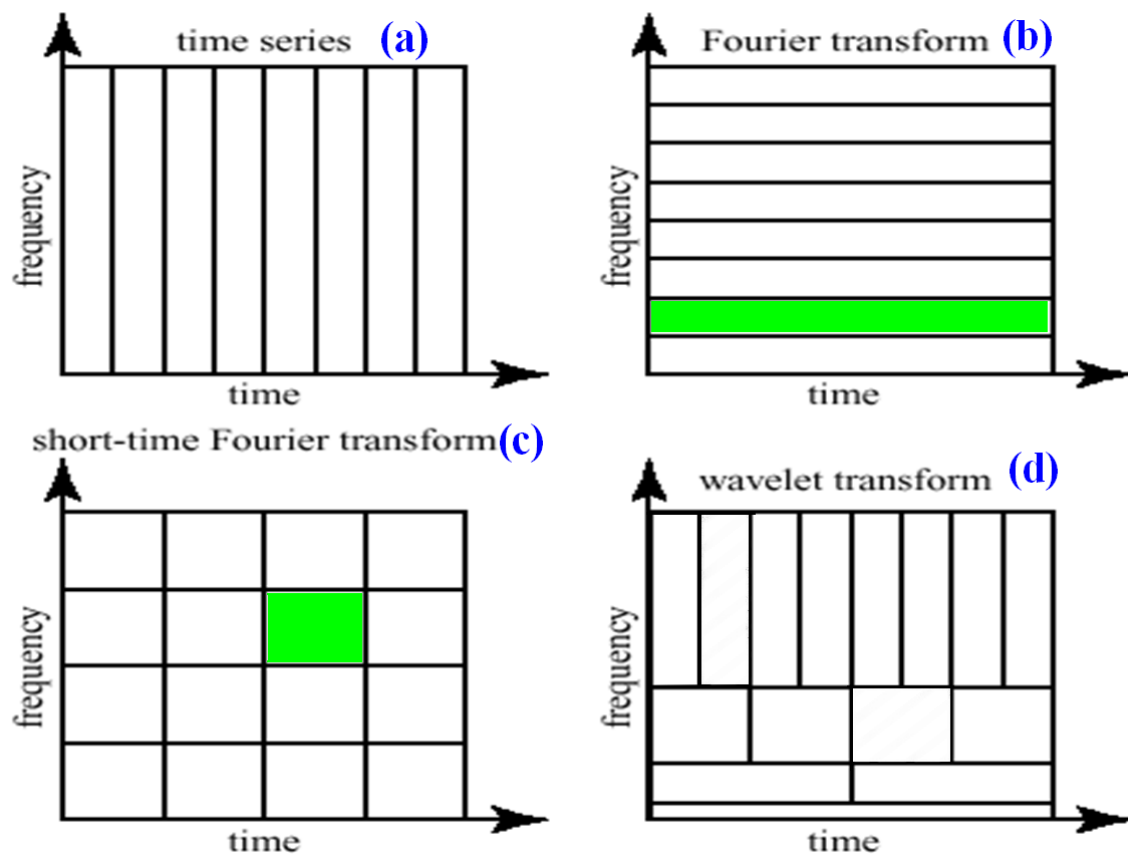 time series (a)
frequency
time
Fourier transform (b)
frequency
time
short-time Fourier transform (c)
frequency
time
wavelet transform (d)
frequency
time